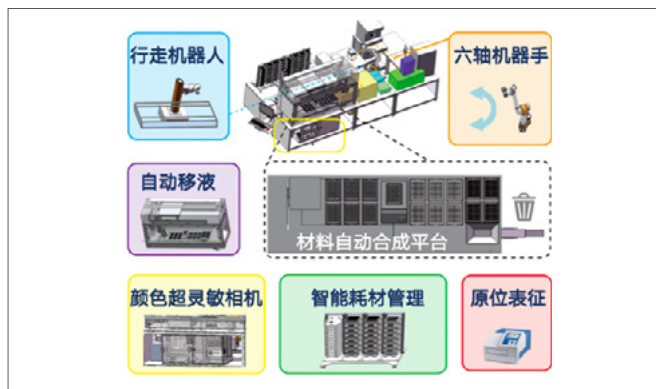 行走机器人
六轴机器手
自动移液
材料自动合成平台
颜色超灵敏相机
智能耗材管理
原位表征